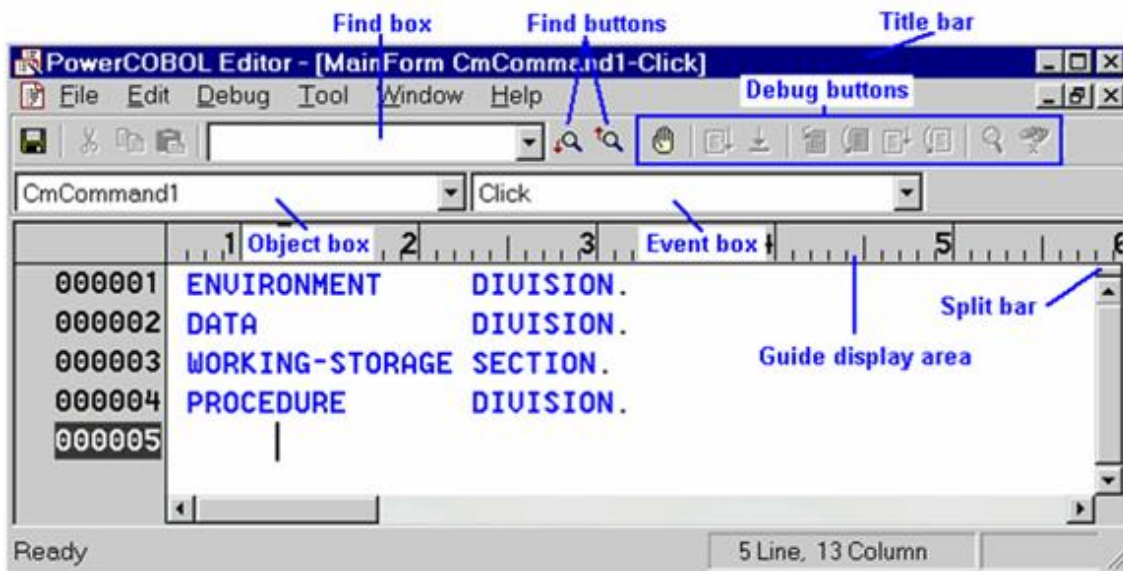 Find box Find buttons Title bar
PowerCOBOL Editor - [MainForm CmCommand1-Click]
File Edit Debug Tool Window Help
Debug buttons
CmCommand1 Click
1 Object box 2 3 Event box 5 6
000001 ENVIRONMENT DIVISION.
Split bar
000002 DATA DIVISION.
Guide display area
000003 WORKING-STORAGE SECTION.
000004 PROCEDURE DIVISION.
000005
Ready 5 Line, 13 Column